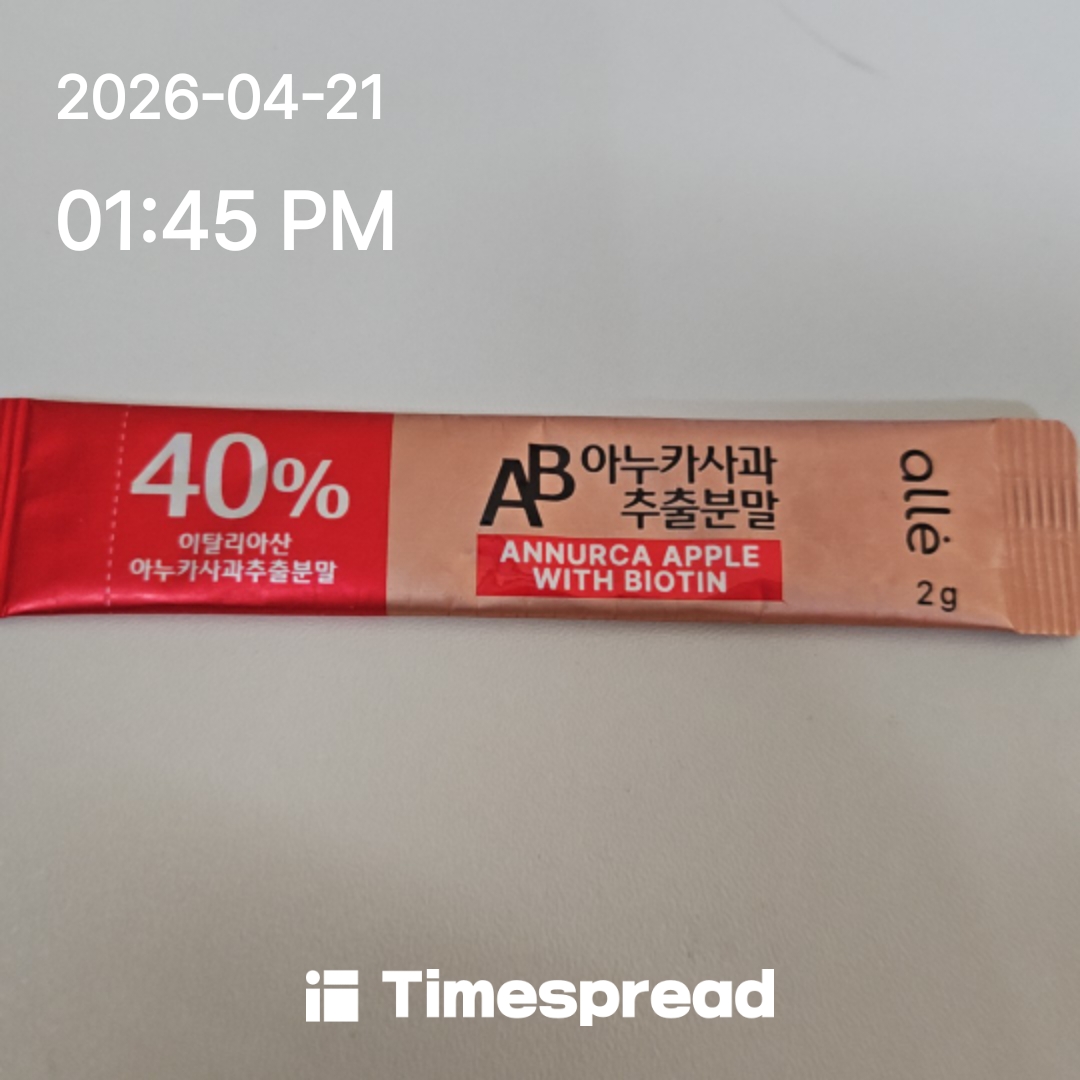 2026-04-21
01:45 PM
40%
이탈리아산
아누카사과추출분말
AB 아누카사과
추출분말
ANNURCA APPLE
WITH BIOTIN
allė
2g
Timespread